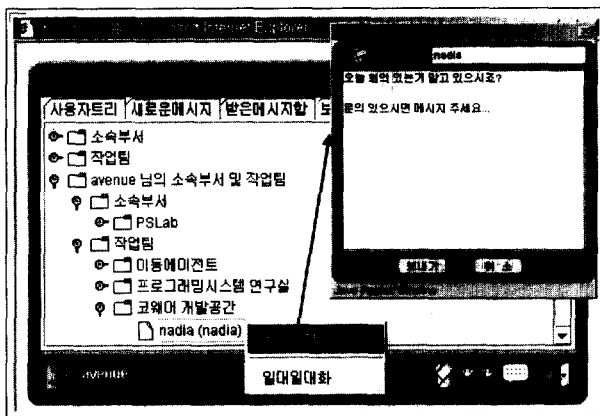 Internet Explorer
사용자트리
새로운메시지
받은메시지함
소속부서
작업팀
avenue 님의 소속부서 및 작업팀
소속부서
PSLab
작업팀
이동에이전트
프로그래밍시스템 연구실
코웨어 개발공간
nadia (nadia)
일대일대화
avenue
nadia
오늘 회의 있는거 알고 있으시죠?
문의 있으시면 메시지 주세요...
보내기
취소